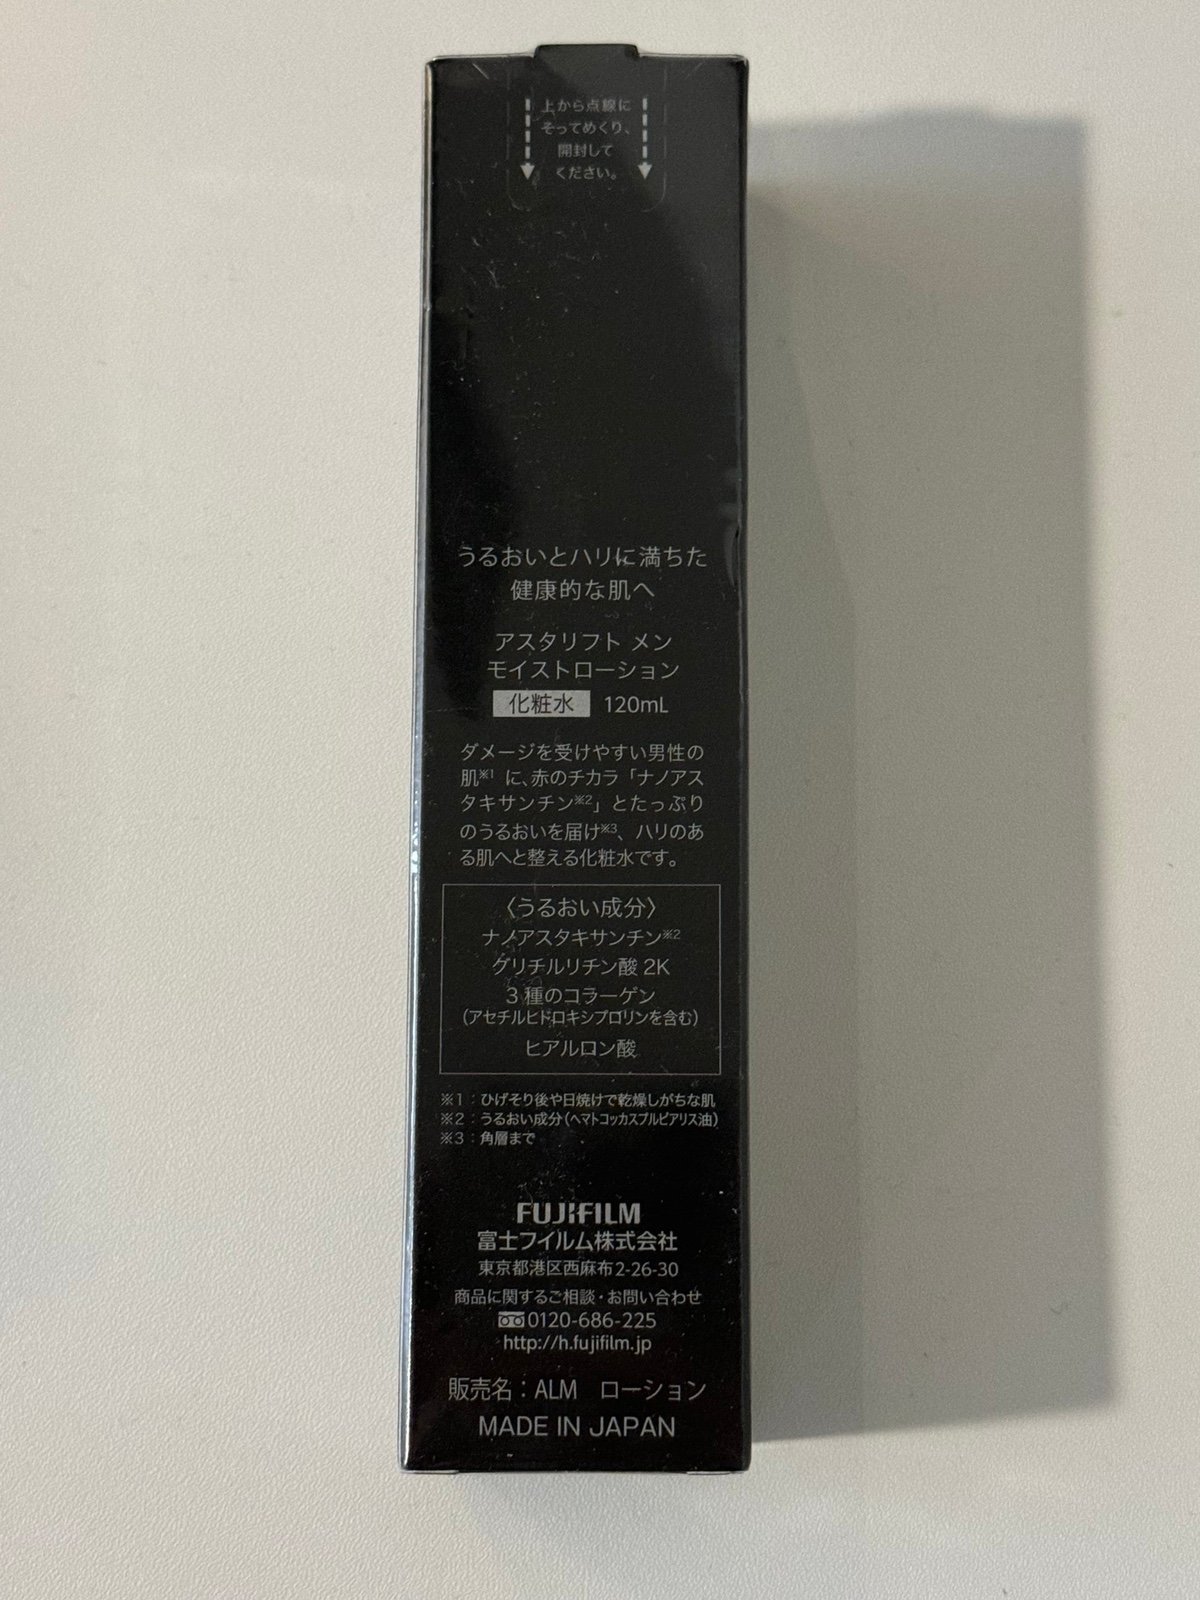 上から点線に
そってめくり、
開封して
ください。
うるおいとハリに満ちた
健康的な肌へ
アスタリフト メン
モイストローション
化粧水 120mL
ダメージを受けやすい男性の
肌※1 に、赤のチカラ「ナノアス
タキサンチン※2」とたっぷり
のうるおいを届け※3、ハリのあ
る肌へと整える化粧水です。
〈うるおい成分〉
ナノアスタキサンチン※2
グリチルリチン酸 2K
3 種のコラーゲン
(アセチルヒドロキシプロリンを含む)
ヒアルロン酸
※1：ひげそり後や日焼けで乾燥しがちな肌
※2：うるおい成分(ヘマトコッカスプルビアリス油)
※3：角層まで
FUJIFILM
富士フイルム株式会社
東京都港区西麻布2-26-30
商品に関するご相談・お問い合わせ
0120-686-225
http://h.fujifilm.jp
販売名：ALM ローション
MADE IN JAPAN